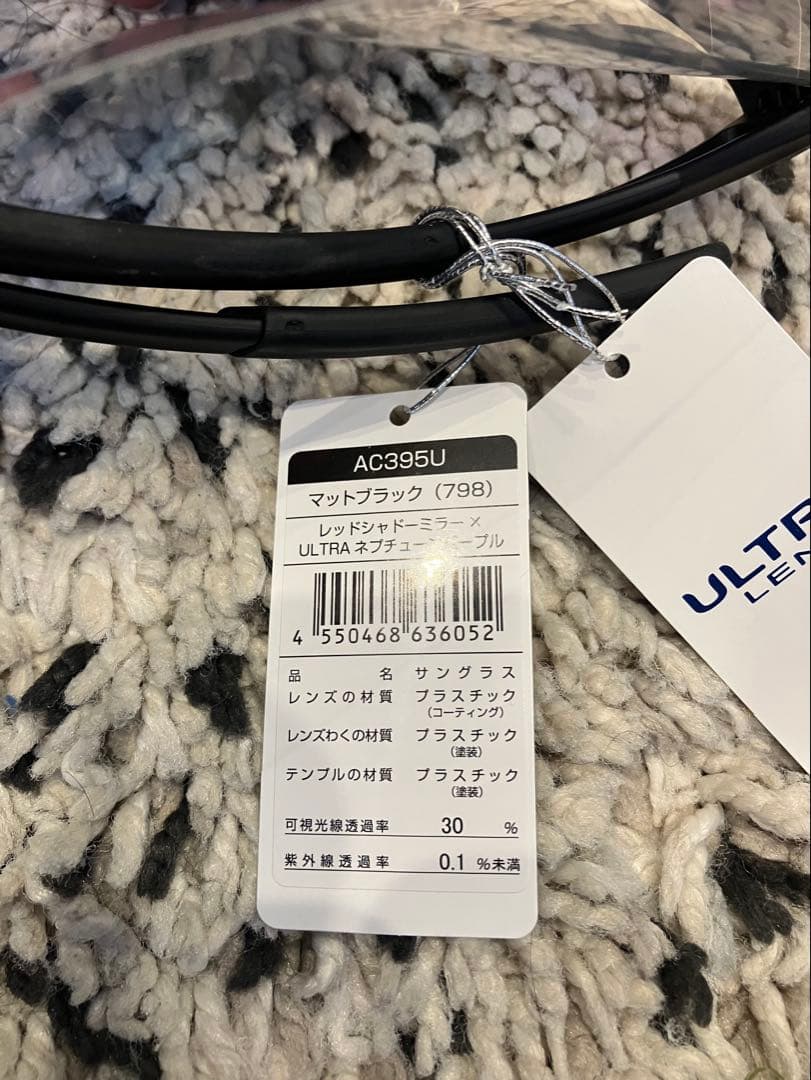 AC395U
マットブラック（798）
レッドシャドーミラー×
ULTRA ネプチューンパープル
4 550468 636052
品名 サングラス
レンズの材質 プラスチック
（コーティング）
レンズわくの材質 プラスチック
（塗装）
テンプルの材質 プラスチック
（塗装）
可視光線透過率 30 %
紫外線透過率 0.1 %未満
ULTR
LEN